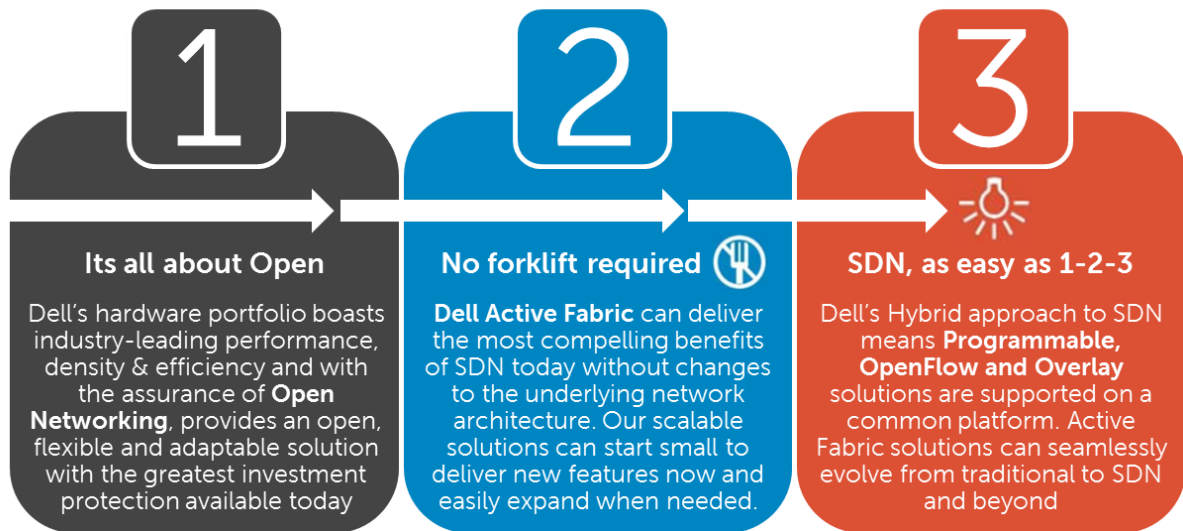 1
Its all about Open
Dell's hardware portfolio boasts
industry-leading performance,
density & efficiency and with
the assurance of Open
Networking, provides an open,
flexible and adaptable solution
with the greatest investment
protection available today
2
No forklift required
Dell Active Fabric can deliver
the most compelling benefits
of SDN today without changes
to the underlying network
architecture. Our scalable
solutions can start small to
deliver new features now and
easily expand when needed.
3
SDN, as easy as 1-2-3
Dell's Hybrid approach to SDN
means Programmable,
OpenFlow and Overlay
solutions are supported on a
common platform. Active
Fabric solutions can seamlessly
evolve from traditional to SDN
and beyond